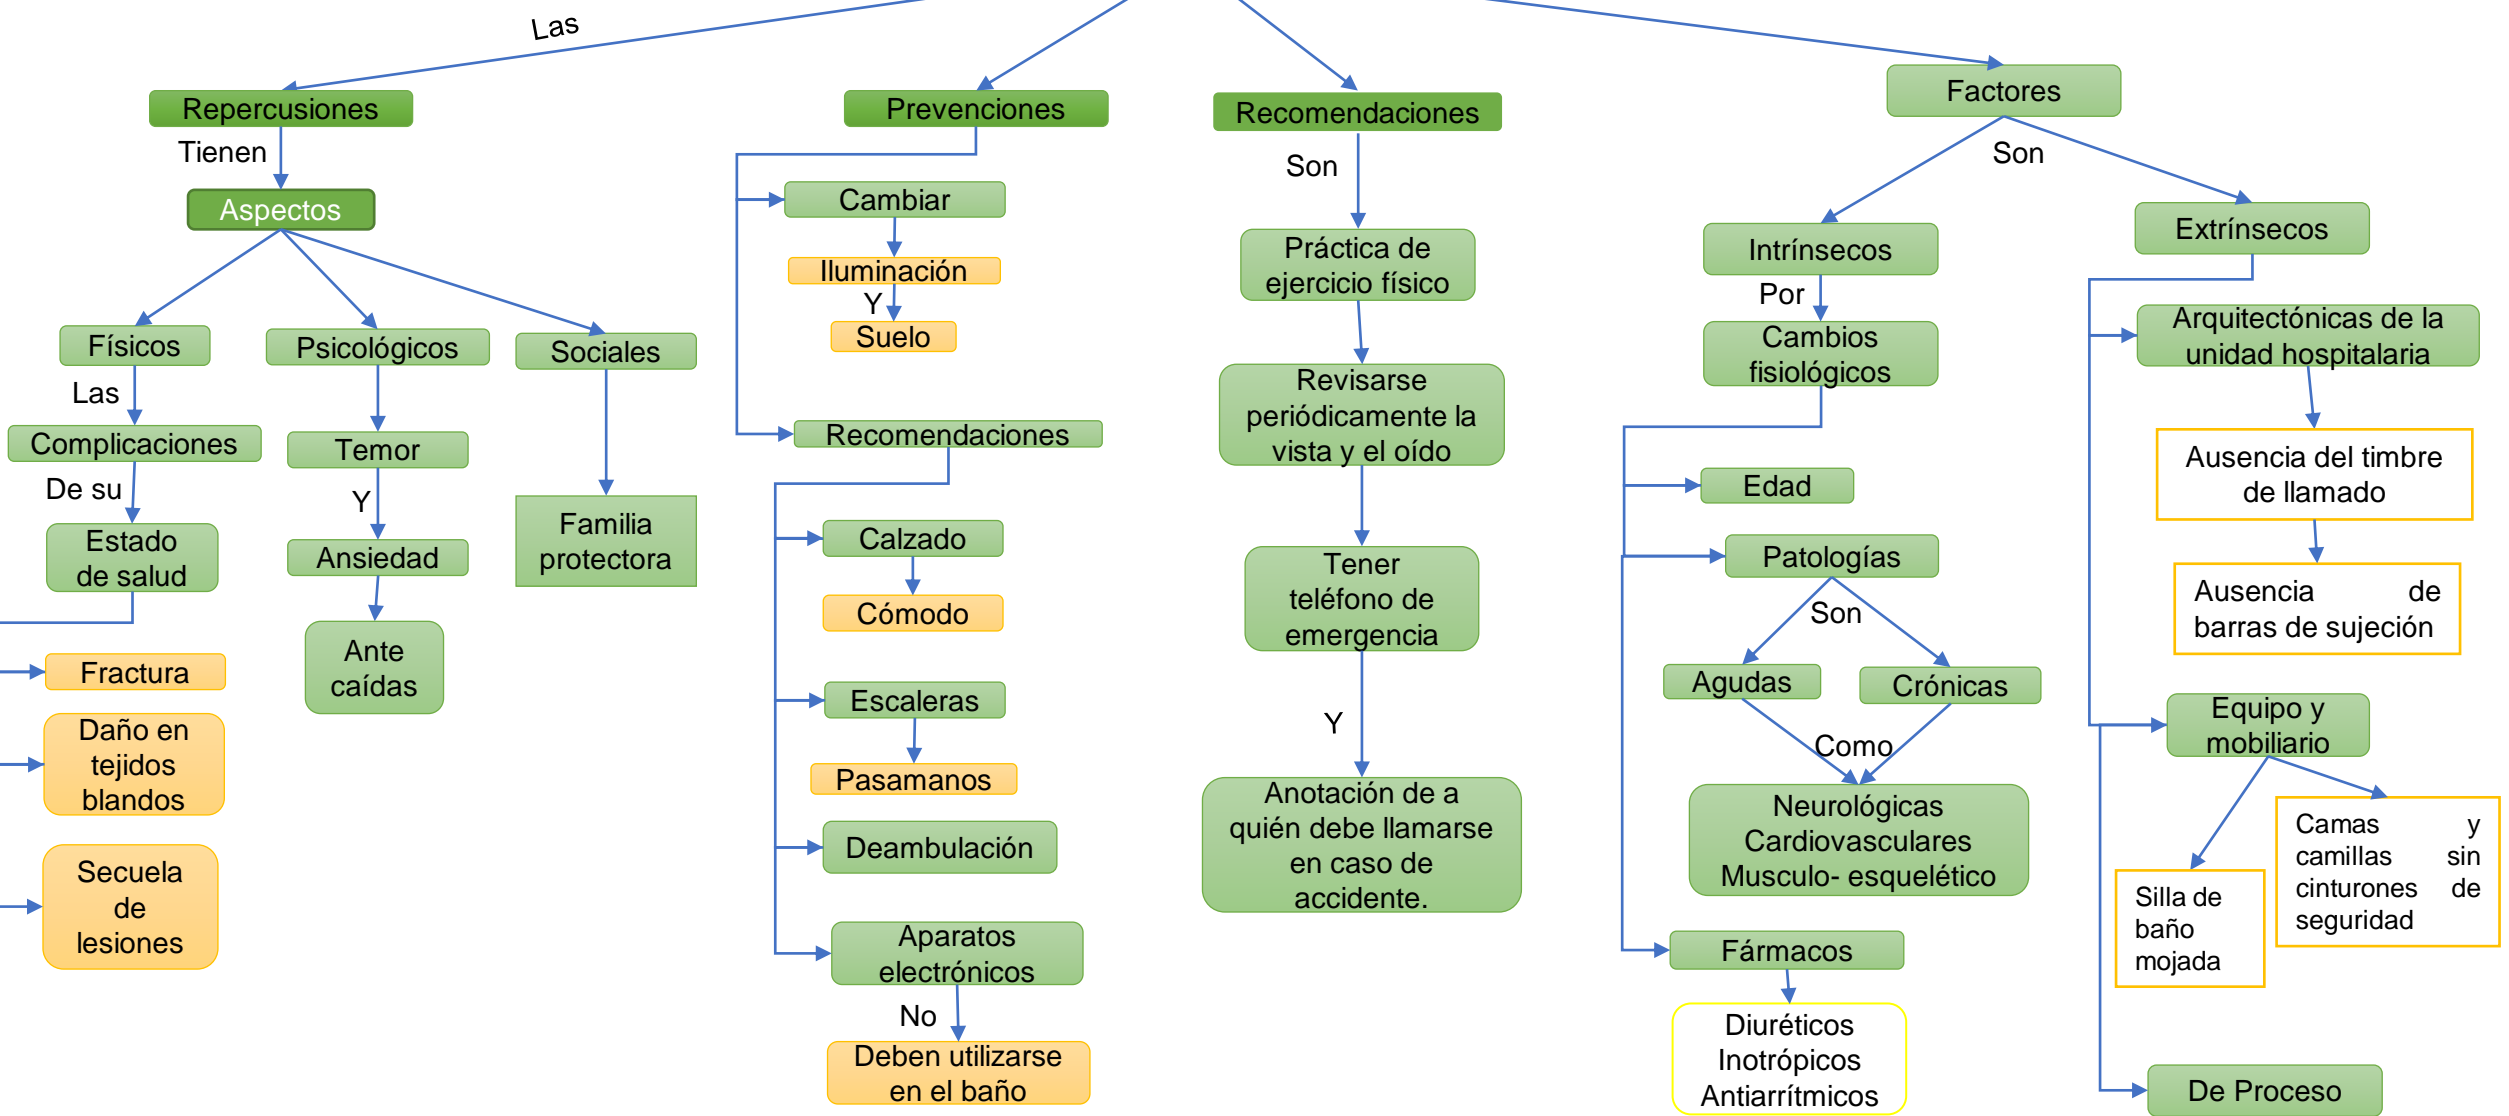 Las
Repercusiones
Tienen
Aspectos
Físicos
Las
Complicaciones
De su
Estado
de salud
Fractura
Daño en
tejidos
blandos
Secuela
de
lesiones
Psicológicos
Temor
Y
Ansiedad
Ante
caídas
Sociales
Familia
protectora
Prevenciones
Cambiar
Iluminación
Y
Suelo
Recomendaciones
Calzado
Cómodo
Escaleras
Pasamanos
Deambulación
Aparatos
electrónicos
No
Deben utilizarse
en el baño
Recomendaciones
Son
Práctica de
ejercicio físico
Revisarse
periódicamente la
vista y el oído
Tener
teléfono de
emergencia
Y
Anotación de a
quién debe llamarse
en caso de
accidente.
Factores
Son
Intrínsecos
Por
Cambios
fisiológicos
Edad
Patologías
Son
Agudas
Crónicas
Como
Neurológicas
Cardiovasculares
Musculo- esquelético
Fármacos
Diuréticos
Inotrópicos
Antiarrítmicos
Extrínsecos
Arquitectónicas de la
unidad hospitalaria
Ausencia del timbre
de llamado
Ausencia de
barras de sujeción
Equipo y
mobiliario
Silla de
baño
mojada
Camas y
camillas sin
cinturones de
seguridad
De Proceso